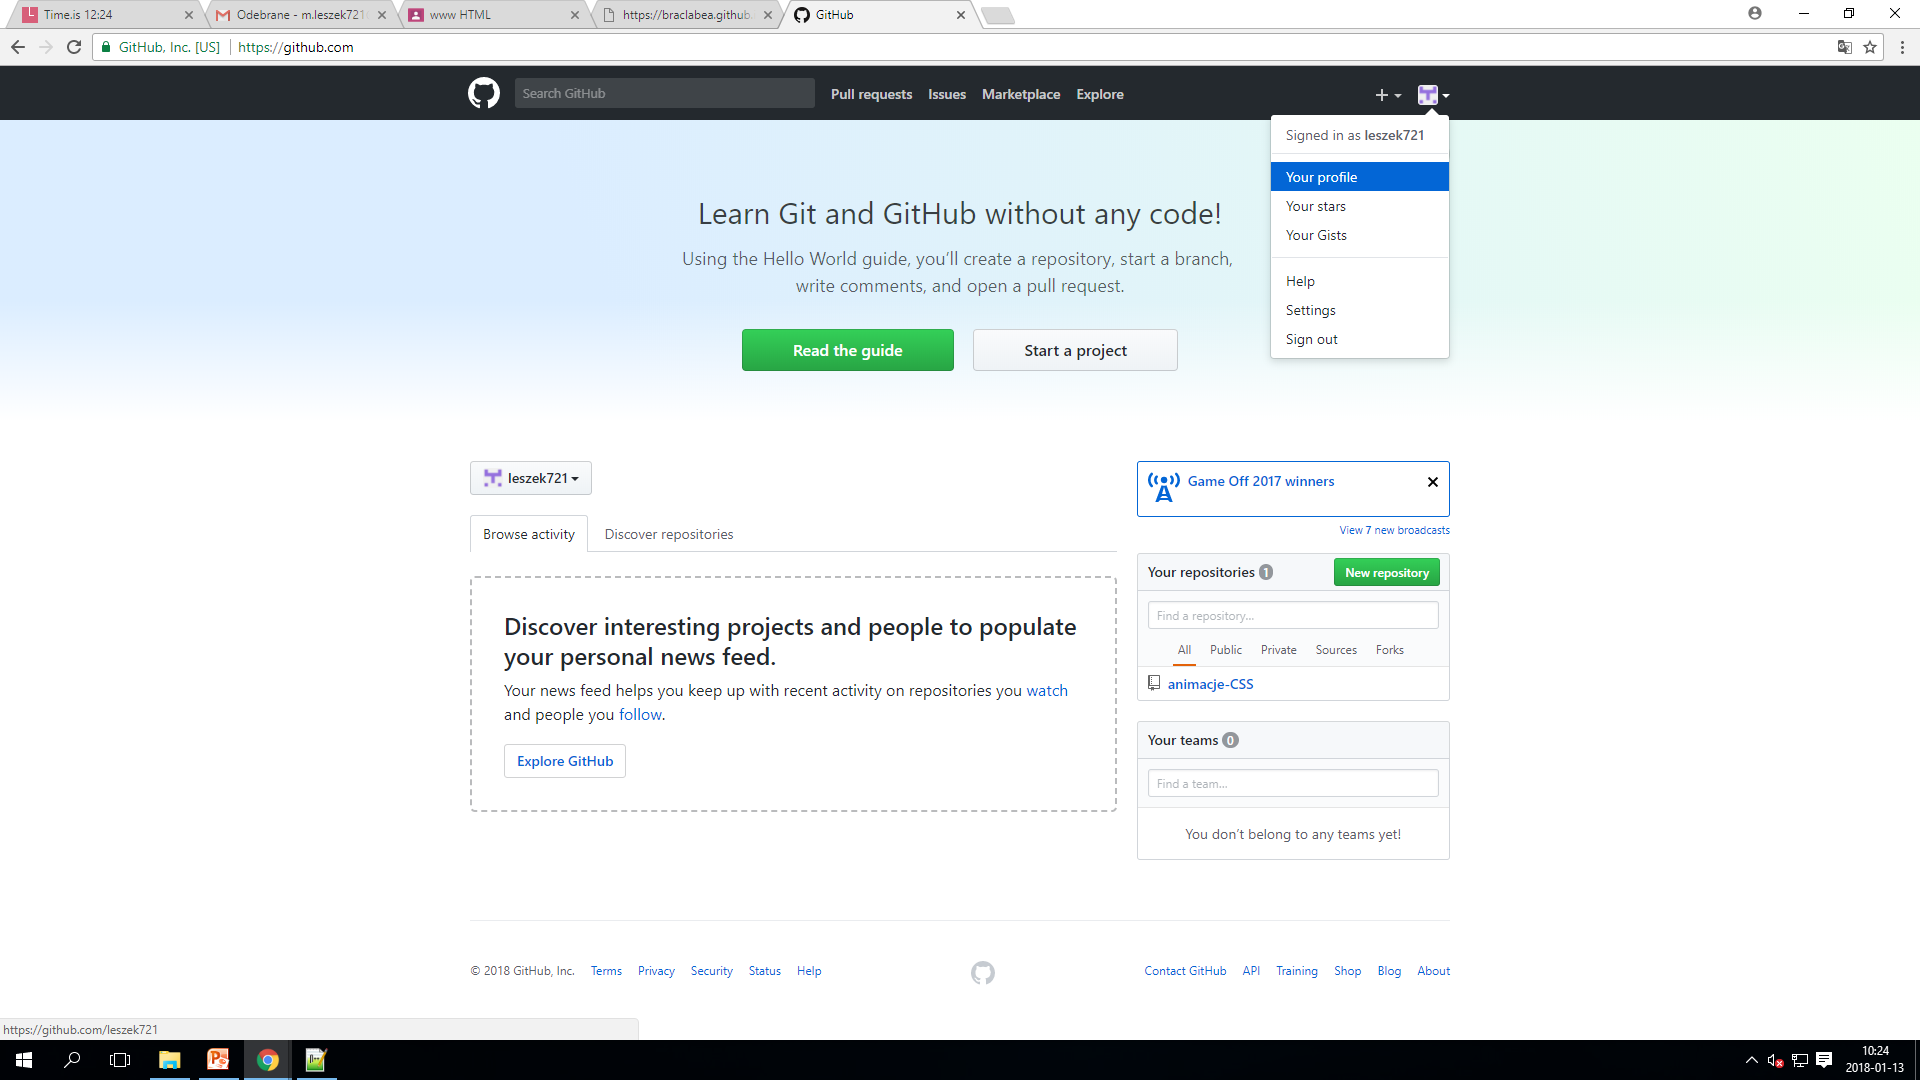 Time.is 12:24
Odebrane - m.leszek721
www HTML
https://braclabea.github.
GitHub
GitHub, Inc. [US]
https://github.com
Search GitHub
Pull requests
Issues
Marketplace
Explore
Signed in as leszek721
Your profile
Your stars
Your Gists
Help
Settings
Sign out
Learn Git and GitHub without any code!
Using the Hello World guide, you’ll create a repository, start a branch,
write comments, and open a pull request.
Read the guide
Start a project
leszek721
Browse activity
Discover repositories
Discover interesting projects and people to populate
your personal news feed.
Your news feed helps you keep up with recent activity on repositories you watch
and people you follow.
Explore GitHub
Game Off 2017 winners
View 7 new broadcasts
Your repositories 1
New repository
Find a repository...
All
Public
Private
Sources
Forks
animacje-CSS
Your teams 0
Find a team...
You don’t belong to any teams yet!
© 2018 GitHub, Inc.
Terms
Privacy
Security
Status
Help
Contact GitHub
API
Training
Shop
Blog
About
https://github.com/leszek721
10:24
2018-01-13